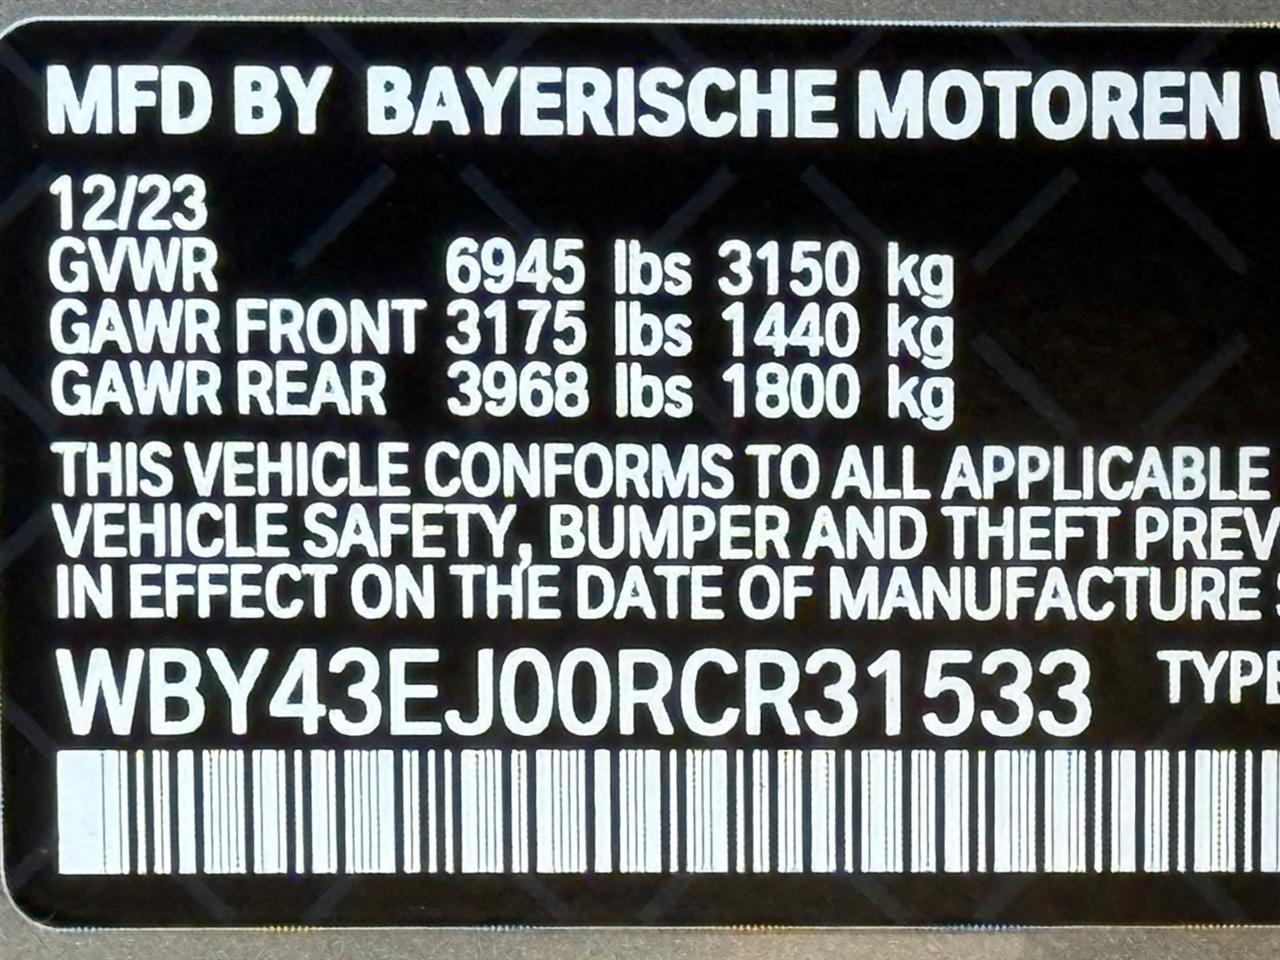 MFD BY BAYERISCHE MOTOREN
12/23
GVWR 6945 lbs 3150 kg
GAWR FRONT 3175 lbs 1440 kg
GAWR REAR 3968 lbs 1800 kg
THIS VEHICLE CONFORMS TO ALL APPLICABLE
VEHICLE SAFETY, BUMPER AND THEFT PREV
IN EFFECT ON THE DATE OF MANUFACTURE
WBY43EJ00RCR31533 TYPE